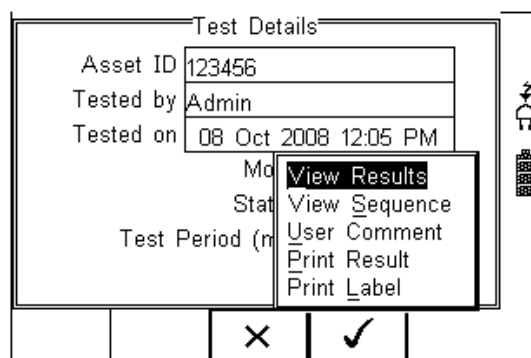 Test Details
Asset ID 123456
Tested by Admin
Tested on 08 Oct 2008 12:05 PM
Mo
Stat
Test Period (m
View Results
View Sequence
User Comment
Print Result
Print Label